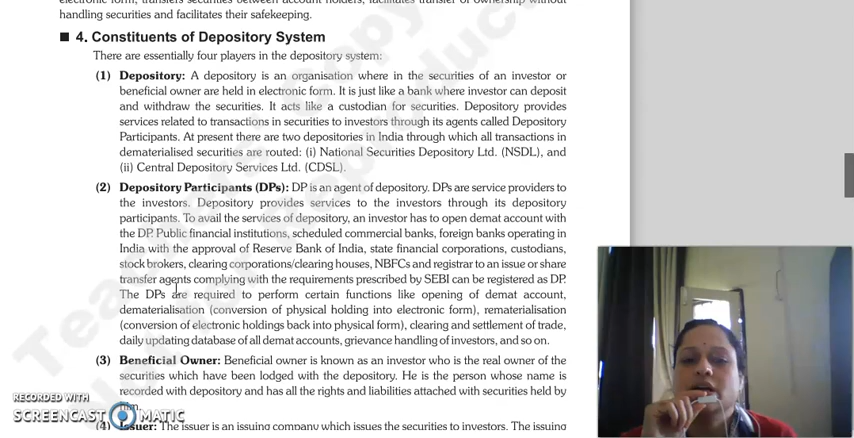 electronic form, transfers securities between account holders, facilitates transfer of ownership without
handling securities and facilitates their safekeeping.
■ 4. Constituents of Depository System
There are essentially four players in the depository system:
(1) Depository: A depository is an organisation where in the securities of an investor or
beneficial owner are held in electronic form. It is just like a bank where investor can deposit
and withdraw the securities. It acts like a custodian for securities. Depository provides
services related to transactions in securities to investors through its agents called Depository
Participants. At present there are two depositories in India through which all transactions in
dematerialised securities are routed: (i) National Securities Depository Ltd. (NSDL), and
(ii) Central Depository Services Ltd. (CDSL).
(2) Depository Participants (DPs): DP is an agent of depository. DPs are service providers to
the investors. Depository provides services to the investors through its depository
participants. To avail the services of depository, an investor has to open demat account with
the DP. Public financial institutions, scheduled commercial banks, foreign banks operating in
India with the approval of Reserve Bank of India, state financial corporations, custodians,
stock brokers, clearing corporations/clearing houses, NBFCs and registrar to an issue or share
transfer agents complying with the requirements prescribed by SEBI can be registered as DP.
The DPs are required to perform certain functions like opening of demat account,
dematerialisation (conversion of physical holding into electronic form), rematerialisation
(conversion of electronic holdings back into physical form), clearing and settlement of trade,
daily updating database of all demat accounts, grievance handling of investors, and so on.
(3) Beneficial Owner: Beneficial owner is known as an investor who is the real owner of the
securities which have been lodged with the depository. He is the person whose name is
recorded with depository and has all the rights and liabilities attached with securities held by
him.
(4) Issuer: The issuer is an issuing company which issues the securities to investors. The issuing
RECORDED WITH
SCREENCAST MATIC